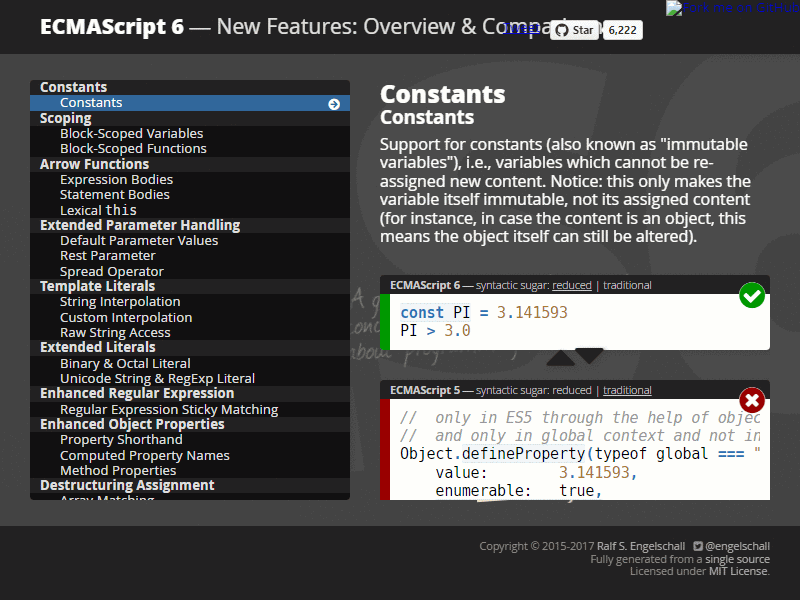 ECMAScript 6 — New Features: Overview & Compa
Star 6,222
Constants
Constants
Scoping
Block-Scoped Variables
Block-Scoped Functions
Arrow Functions
Expression Bodies
Statement Bodies
Lexical this
Extended Parameter Handling
Default Parameter Values
Rest Parameter
Spread Operator
Template Literals
String Interpolation
Custom Interpolation
Raw String Access
Extended Literals
Binary & Octal Literal
Unicode String & RegExp Literal
Enhanced Regular Expression
Regular Expression Sticky Matching
Enhanced Object Properties
Property Shorthand
Computed Property Names
Method Properties
Destructuring Assignment
Array Matching
Constants
Constants
Support for constants (also known as "immutable
variables"), i.e., variables which cannot be re-
assigned new content. Notice: this only makes the
variable itself immutable, not its assigned content
(for instance, in case the content is an object, this
means the object itself can still be altered).
ECMAScript 6 — syntactic sugar: reduced | traditional
const PI = 3.141593
PI > 3.0
ECMAScript 5 — syntactic sugar: reduced | traditional
//  only in ES5 through the help of objec
//  and only in global context and not in
Object.defineProperty(typeof global === "
value:        3.141593,
enumerable:   true,
Copyright © 2015-2017 Ralf S. Engelschall @engelschall
Fully generated from a single source
Licensed under MIT License.